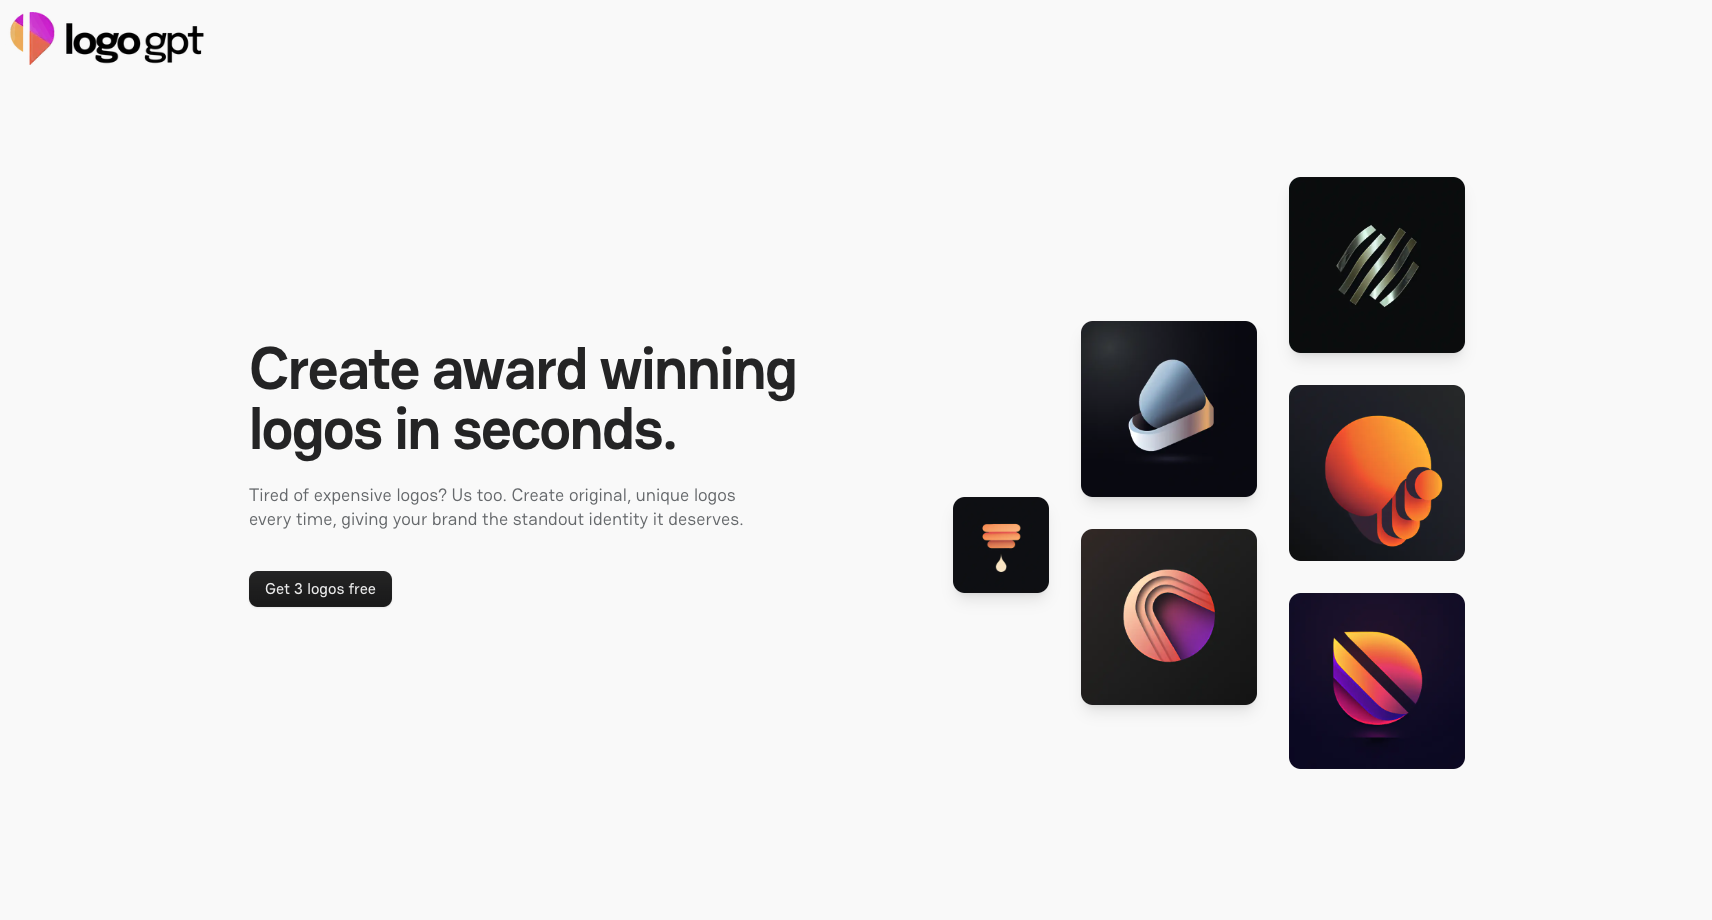 logo gpt
Create award winning
logos in seconds.
Tired of expensive logos? Us too. Create original, unique logos
every time, giving your brand the standout identity it deserves.
Get 3 logos free